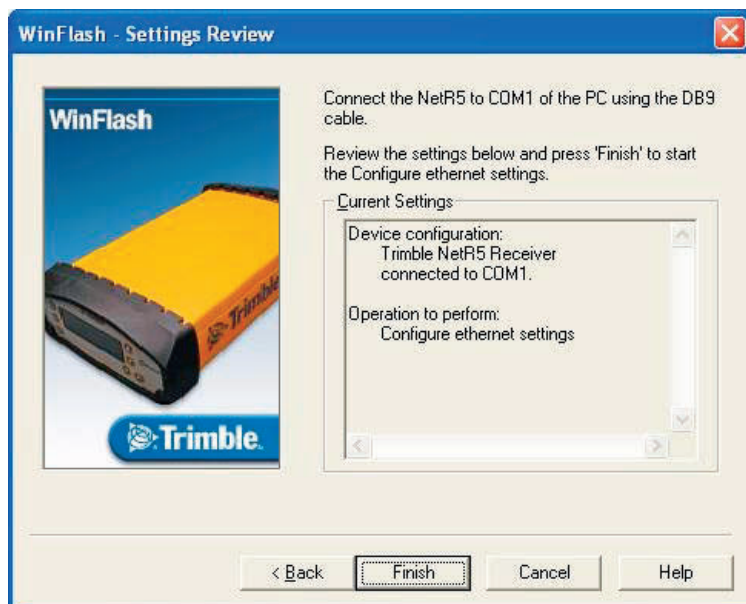 WinFlash - Settings Review
WinFlash
Trimble
Trimble.
Connect the NetR5 to COM1 of the PC using the DB9
cable.
Review the settings below and press 'Finish' to start
the Configure ethernet settings.
Current Settings
Device configuration:
Trimble NetR5 Receiver
connected to COM1.
Operation to perform:
Configure ethernet settings
< Back
Finish
Cancel
Help